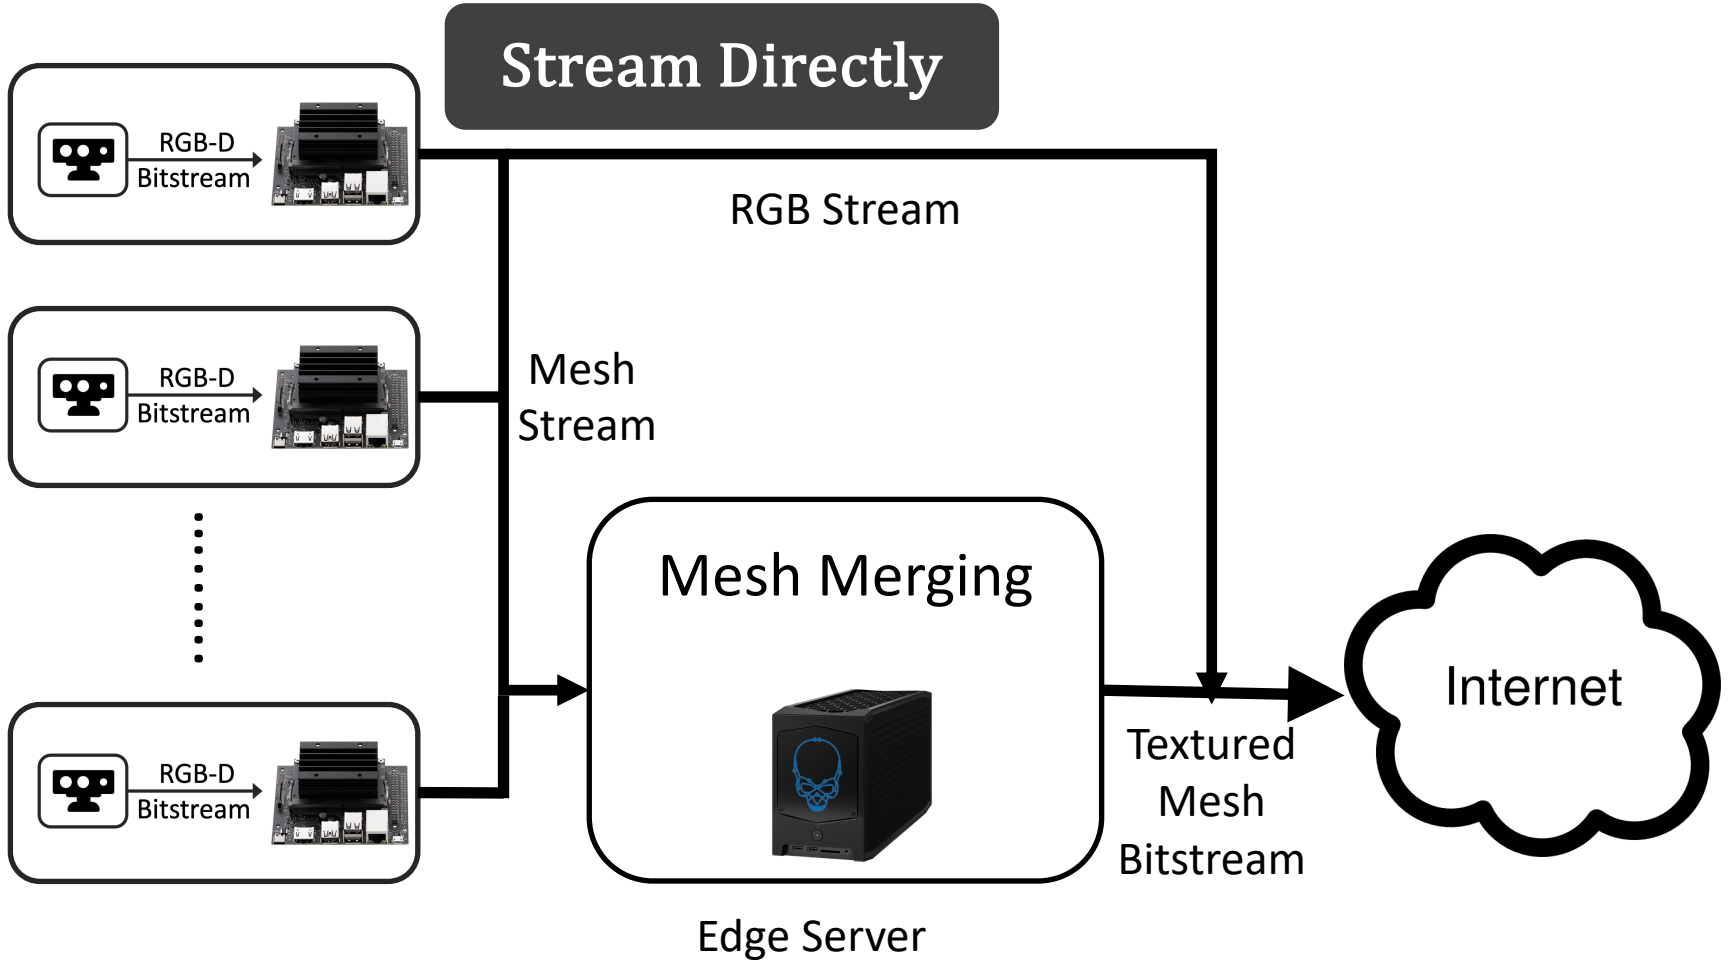 Stream Directly
RGB-D
Bitstream
RGB Stream
RGB-D
Bitstream
Mesh
Stream
Mesh Merging
Internet
RGB-D
Bitstream
Textured
Mesh
Bitstream
Edge Server